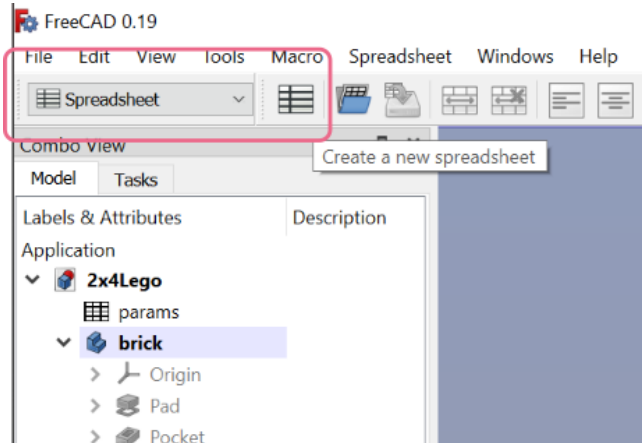 FreeCAD 0.19
File Edit View Tools Macro Spreadsheet Windows Help
Spreadsheet
Combo View
Create a new spreadsheet
Model Tasks
Labels & Attributes Description
Application
2x4Lego
params
brick
Origin
Pad
Pocket